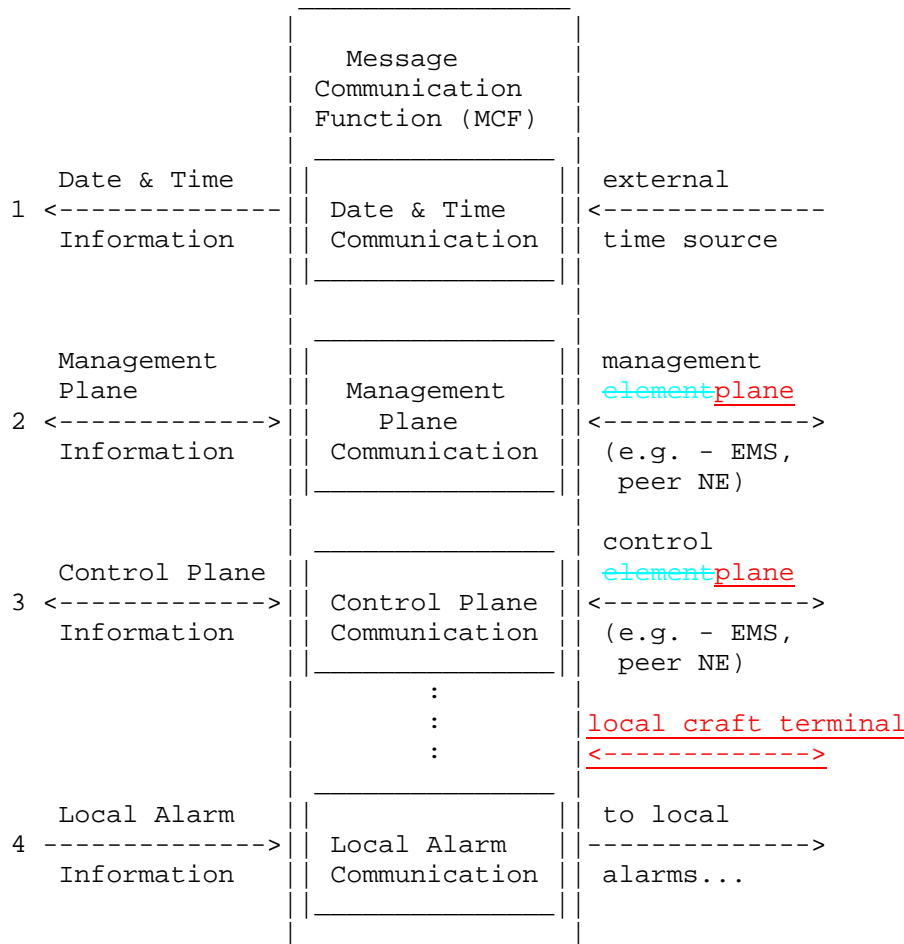 Message
Communication
Function (MCF)
Date & Time external
1 <--------------|| Date & Time ||<--------------
Information Communication time source
Management management
Plane Management elementplane
2 <-------------> Plane <------------->
Information Communication (e.g. - EMS,
peer NE)
control
Control Plane elementplane
3 <-------------> Control Plane <------------->
Information Communication (e.g. - EMS,
peer NE)
:
: local craft terminal
: <------------->
Local Alarm to local
4 --------------> Local Alarm -------------->
Information Communication alarms...